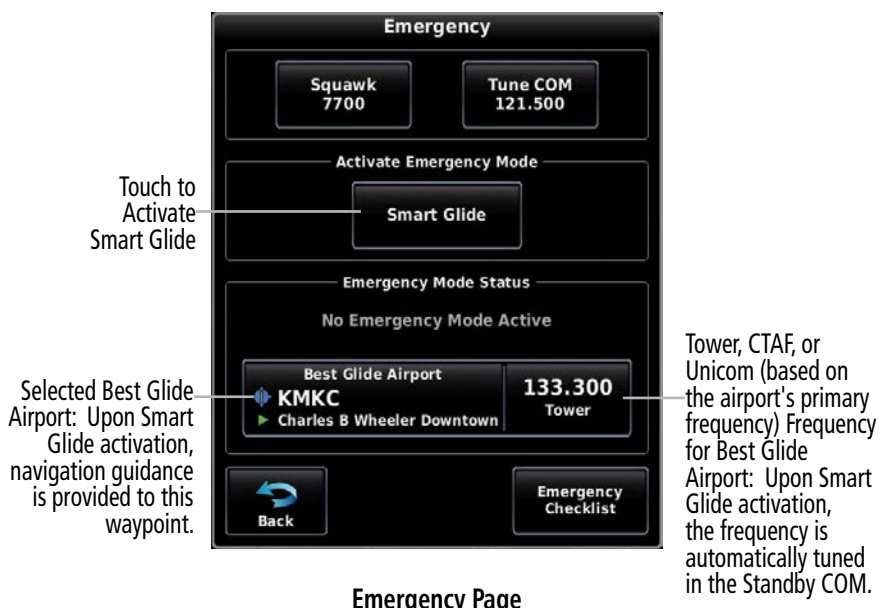 Emergency
Squawk
7700
Tune COM
121.500
Activate Emergency Mode
Touch to
Activate
Smart Glide
Smart Glide
Emergency Mode Status
No Emergency Mode Active
Selected Best Glide
Airport: Upon Smart
Glide activation,
navigation guidance
is provided to this
waypoint.
Best Glide Airport
KMKC
Charles B Wheeler Downtown
133.300
Tower
Tower, CTAF, or
Unicom (based on
the airport's primary
frequency) Frequency
for Best Glide
Airport: Upon Smart
Glide activation,
the frequency is
automatically tuned
in the Standby COM.
Back
Emergency
Checklist
Emergency Page